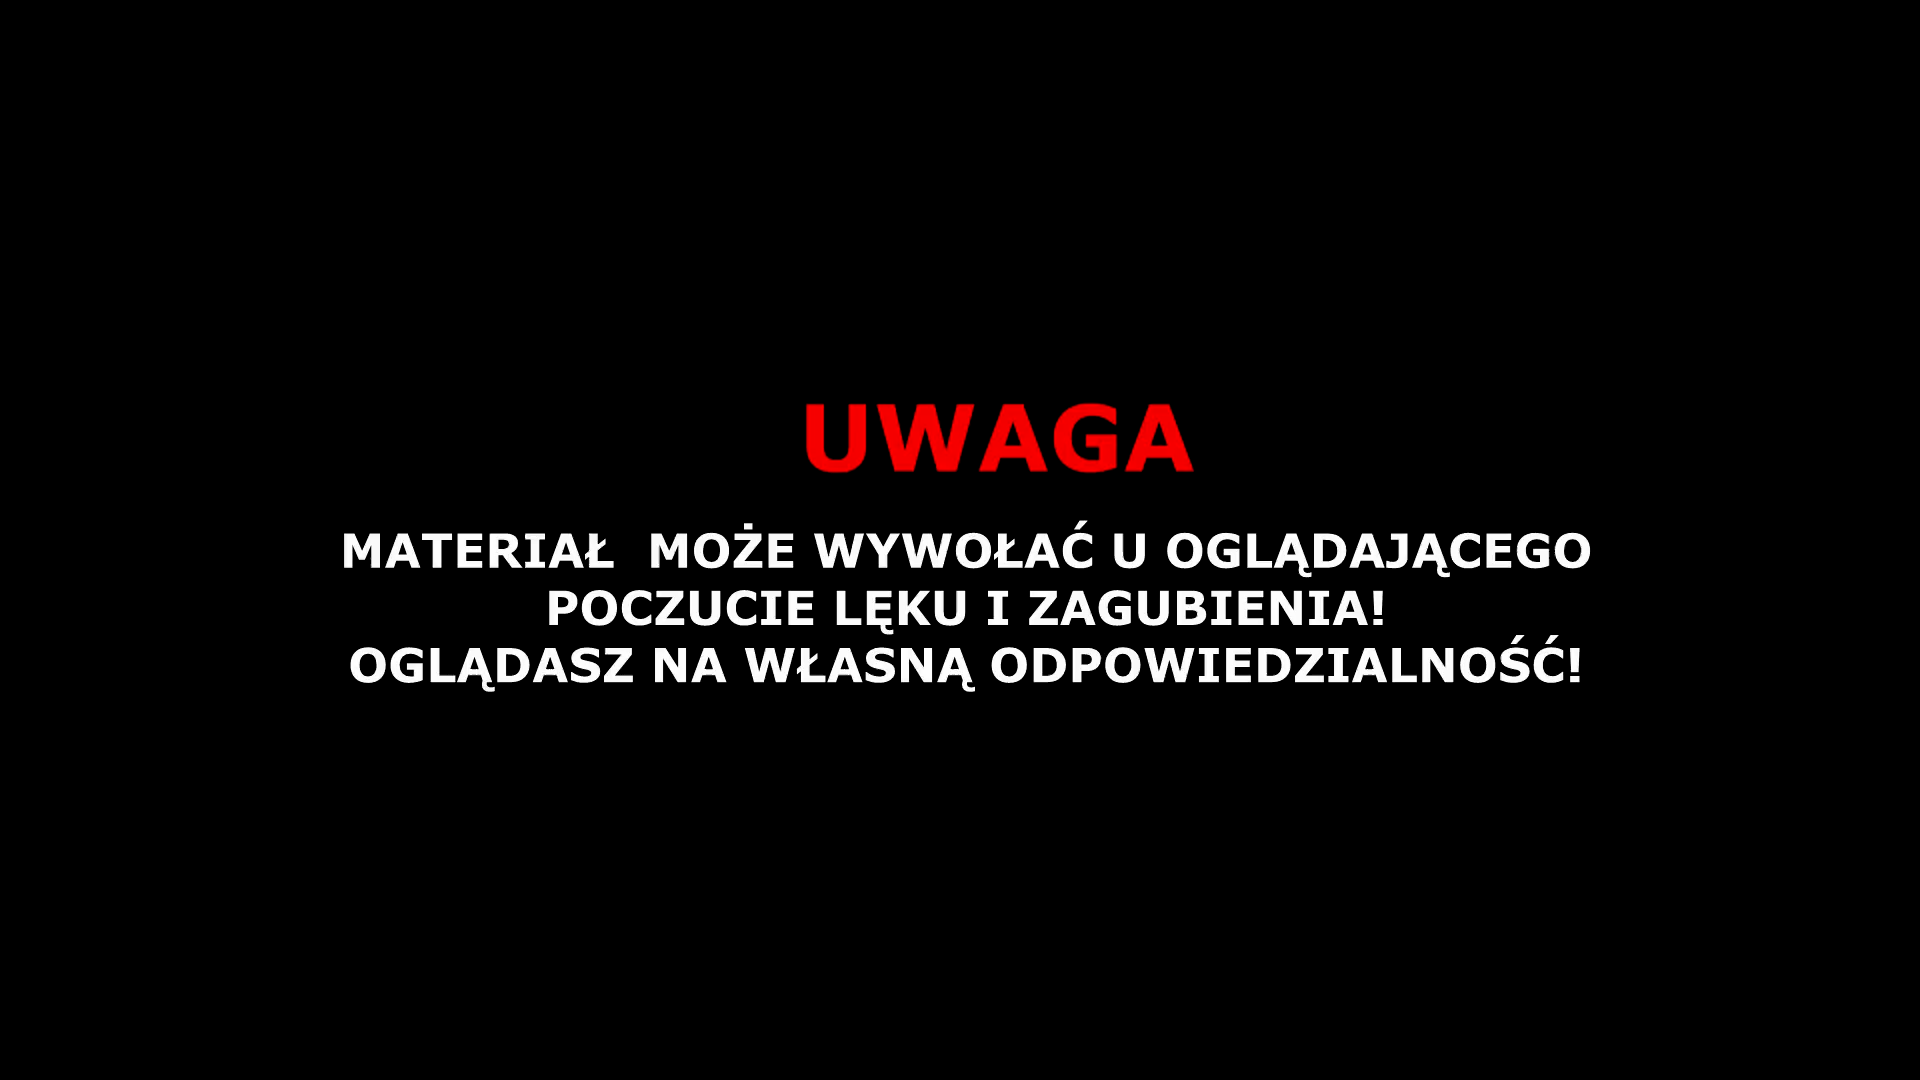 UWAGA
MATERIAŁ  MOŻE WYWOŁAĆ U OGLĄDAJĄCEGO
POCZUCIE LĘKU I ZAGUBIENIA!
OGLĄDASZ NA WŁASNĄ ODPOWIEDZIALNOŚĆ!